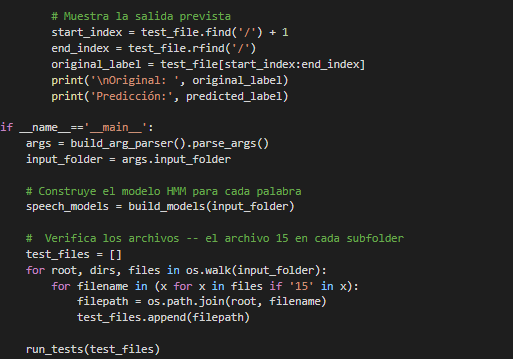 # Muestra la salida prevista
        start_index = test_file.find('/') + 1
        end_index = test_file.rfind('/')
        original_label = test_file[start_index:end_index]
        print('\nOriginal: ', original_label)
        print('Predicción:', predicted_label)

if __name__=='__main__':
    args = build_arg_parser().parse_args()
    input_folder = args.input_folder

    # Construye el modelo HMM para cada palabra
    speech_models = build_models(input_folder)

    #  Verifica los archivos -- el archivo 15 en cada subfolder
    test_files = []
    for root, dirs, files in os.walk(input_folder):
        for filename in (x for x in files if '15' in x):
            filepath = os.path.join(root, filename)
            test_files.append(filepath)

    run_tests(test_files)